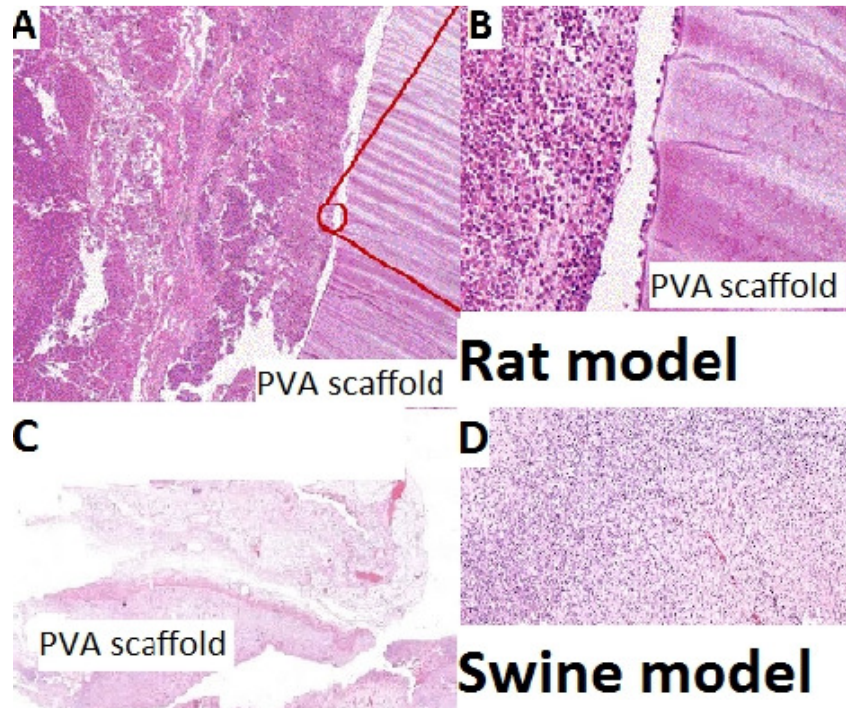 A
B
PVA scaffold
PVA scaffold
Rat model
C
D
PVA scaffold
Swine model